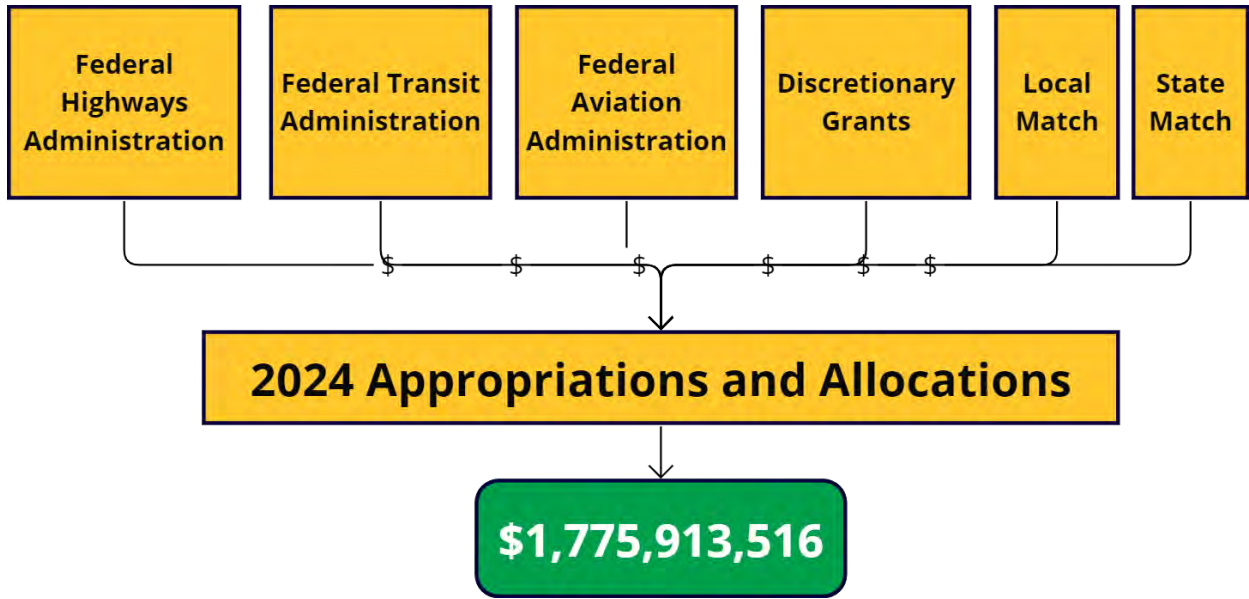 Federal
Highways
Administration
Federal Transit
Administration
Federal
Aviation
Administration
Discretionary
Grants
Local
Match
State
Match
$ $ $ $ $ $
2024 Appropriations and Allocations
$1,775,913,516